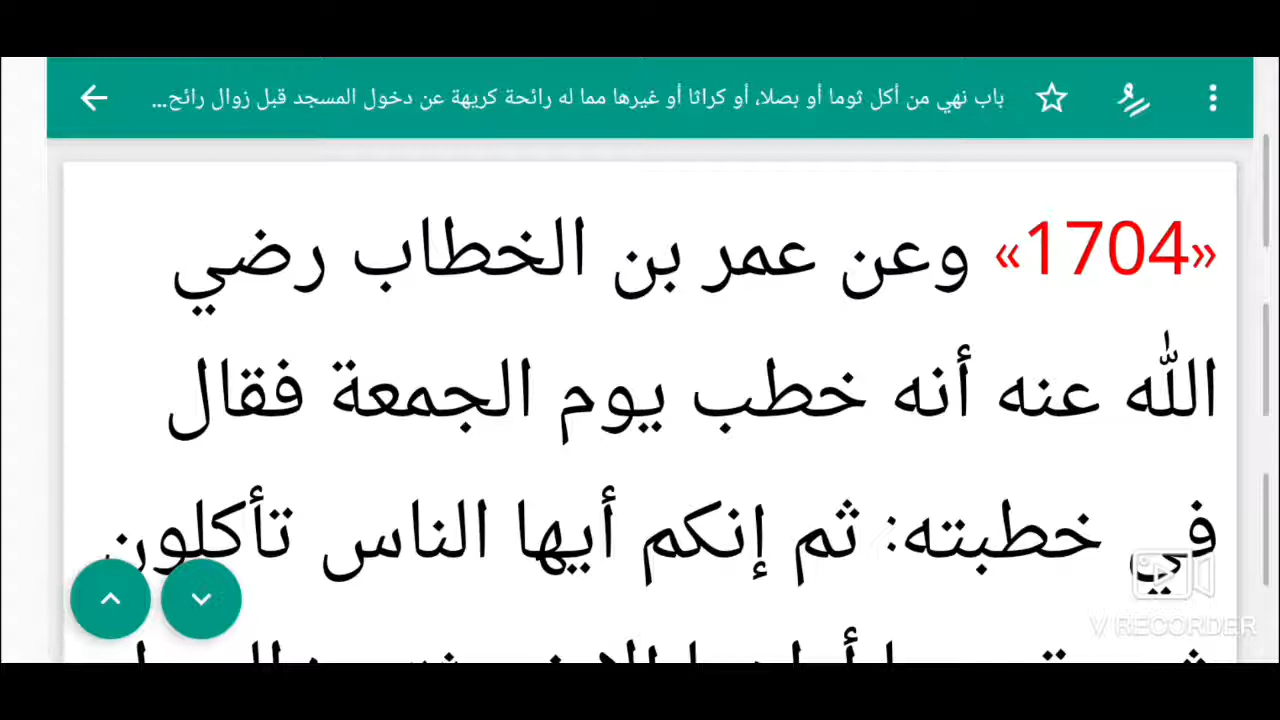 باب نهي من أكل ثوما أو بصلا، أو كراثا أو غيرها مما له رائحة كريهة عن دخول المسجد قبل زوال رائح...
«1704» وعن عمر بن الخطاب رضي
الله عنه أنه خطب يوم الجمعة فقال
في خطبته: ثم إنكم أيها الناس تأكلون
V RECORDER